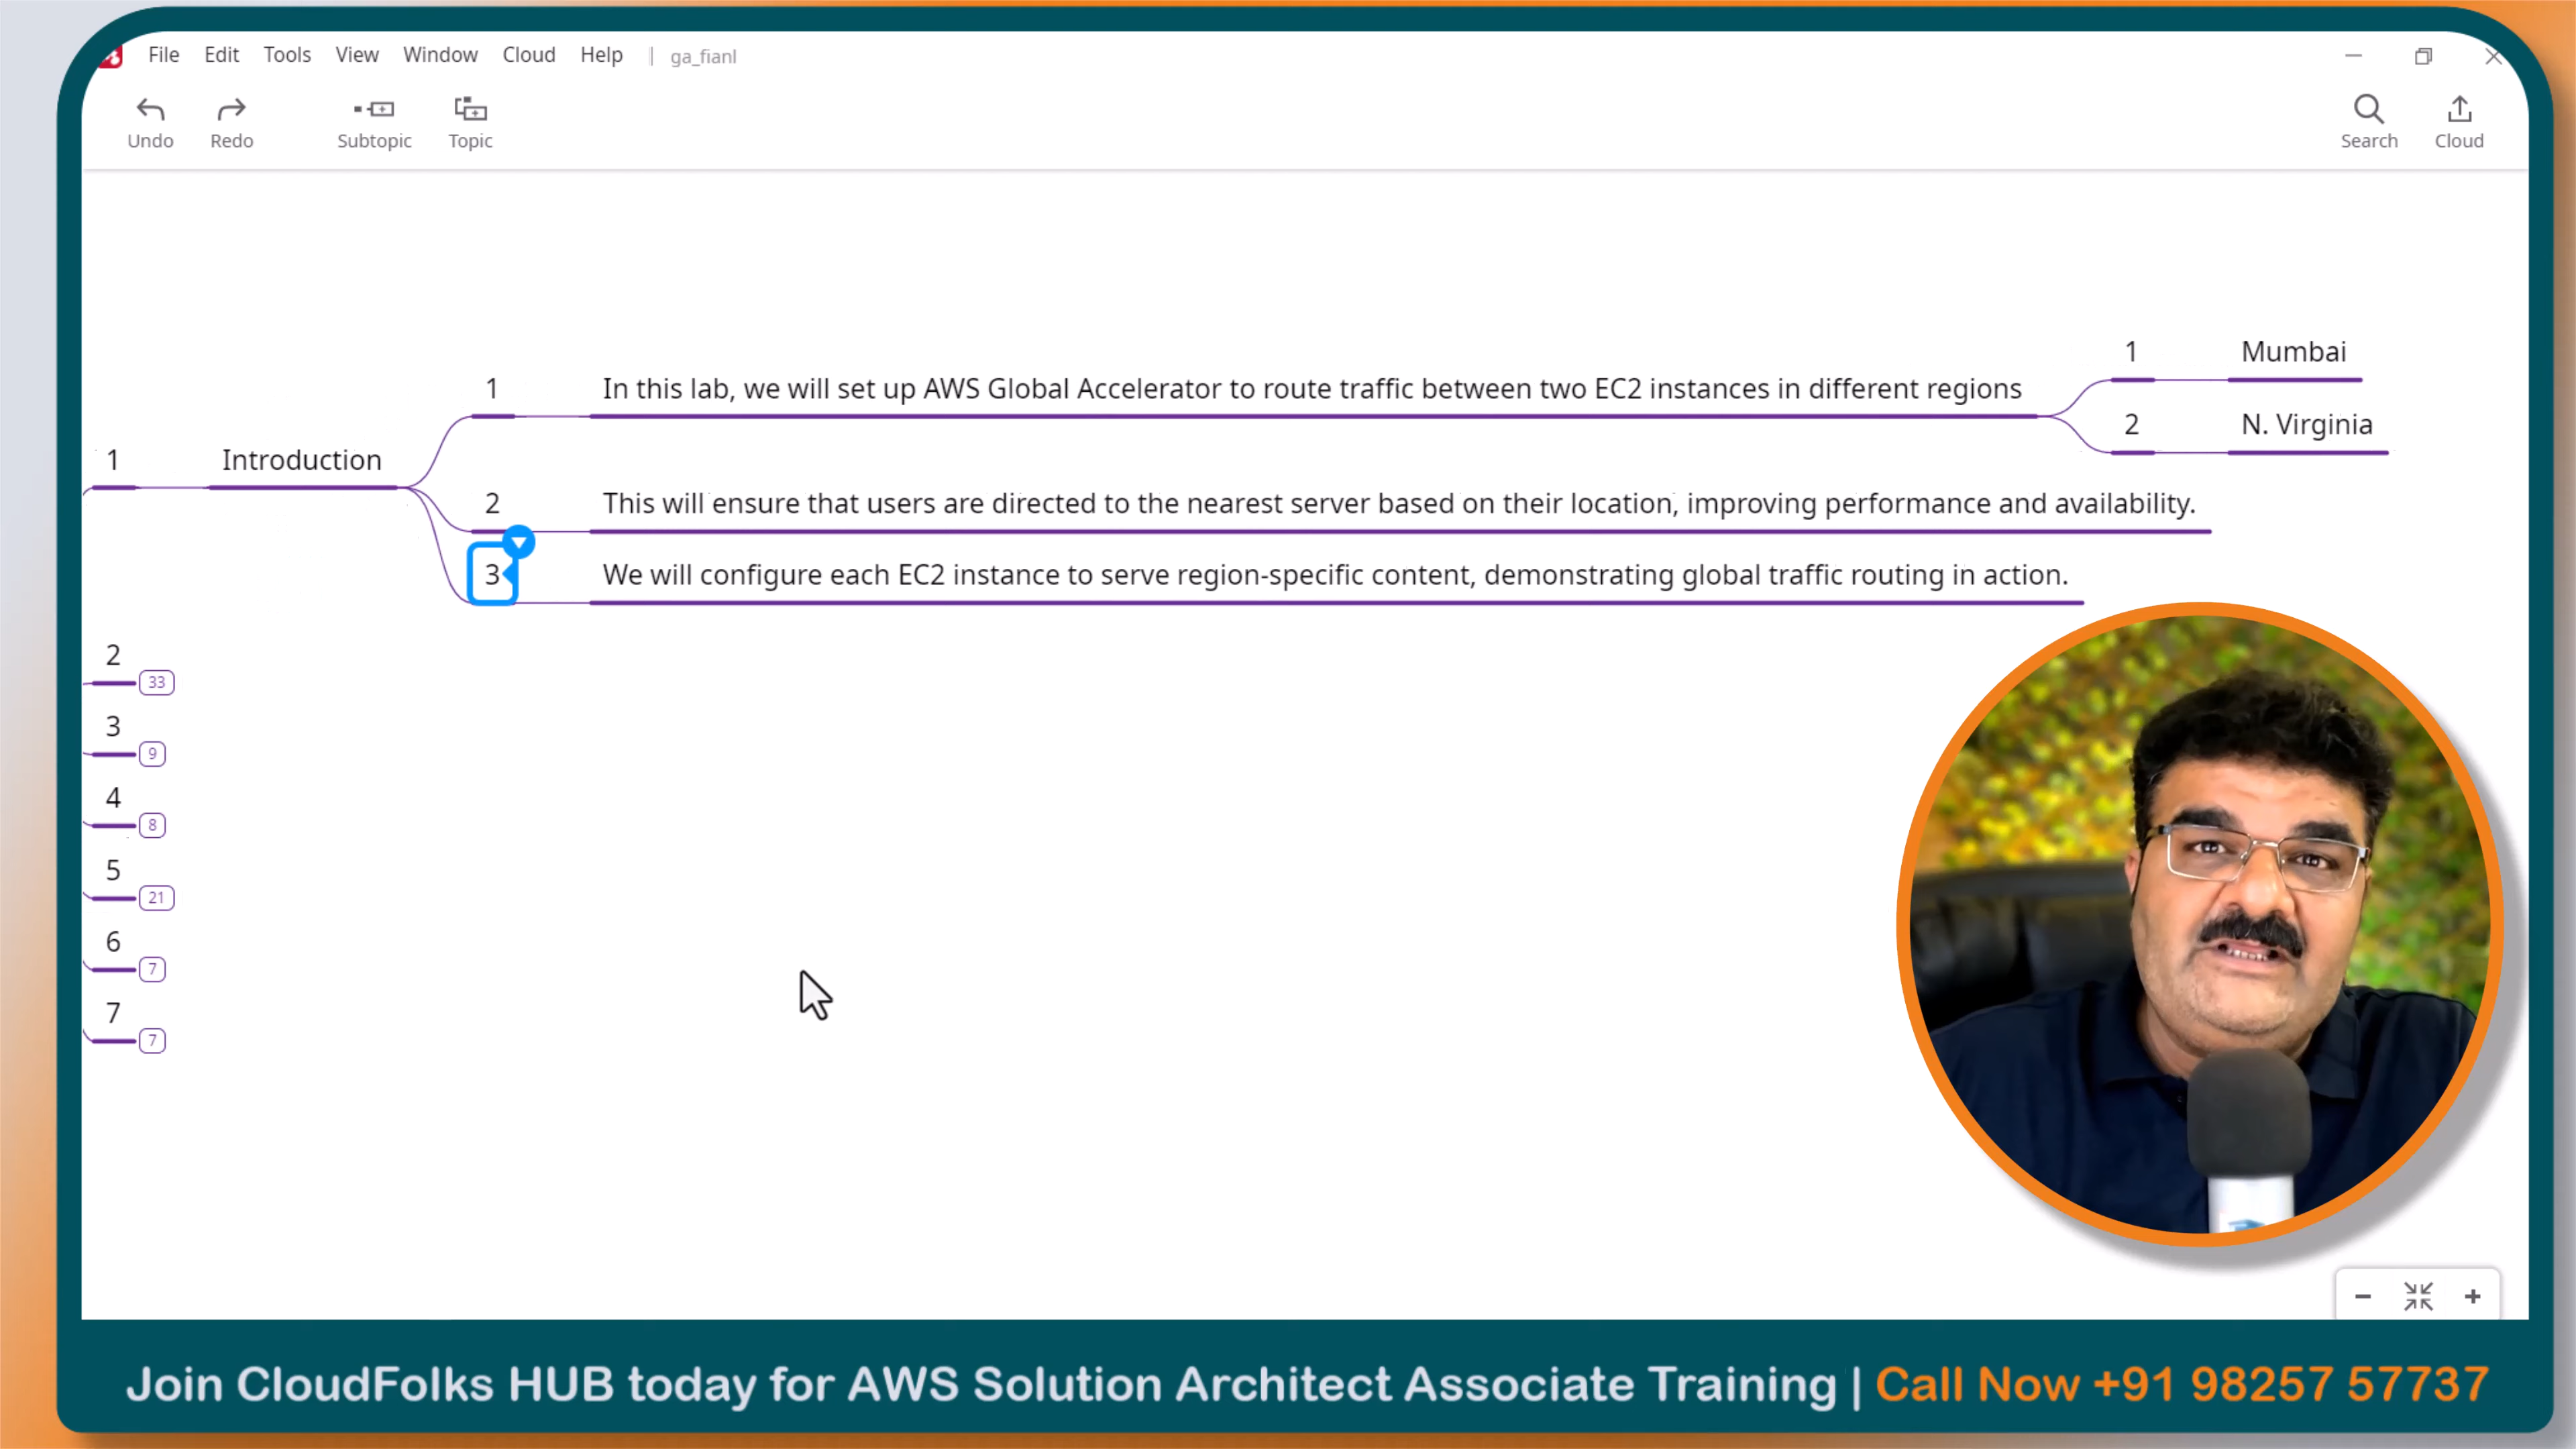 File Edit Tools View Window Cloud Help | ga_fianl
Undo Redo Subtopic Topic Search Cloud
1 Introduction
1 In this lab, we will set up AWS Global Accelerator to route traffic between two EC2 instances in different regions
1 Mumbai
2 N. Virginia
2 This will ensure that users are directed to the nearest server based on their location, improving performance and availability.
3 We will configure each EC2 instance to serve region-specific content, demonstrating global traffic routing in action.
2 33
3 9
4 8
5 21
6 7
7 7
Join CloudFolks HUB today for AWS Solution Architect Associate Training | Call Now +91 98257 57737